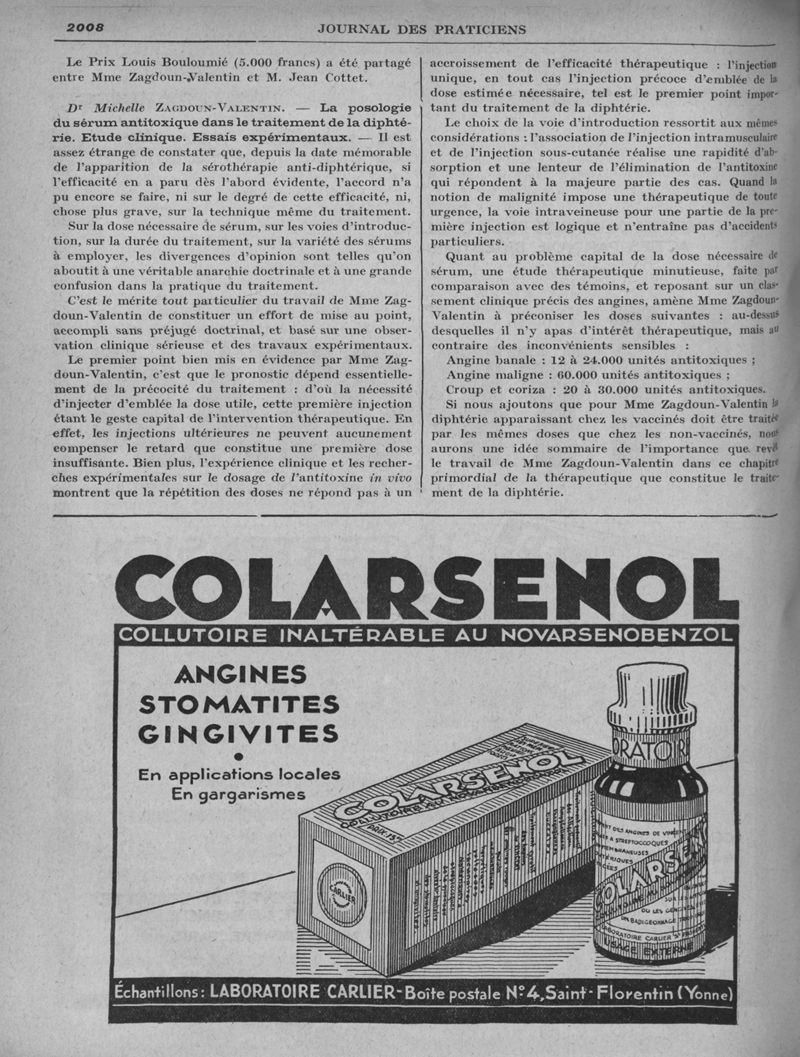 2008
JOURNAL DES PRATICIENS
Le Prix Louis Bouloumié (5.000 francs) a été partagé
entre Mme Zagdoun-Valentin et M. Jean Cottet.
Dr Michelle ZAGDOUN-VALENTIN. — La posologie
du sérum antitoxique dans le traitement de la diphté-
rie. Etude clinique. Essais expérimentaux. — Il est
assez étrange de constater que, depuis la date mémorable
de l'apparition de la sérothérapie anti-diphtérique, si
l'efficacité en a paru dès l'abord évidente, l'accord n'a
pu encore se faire, ni sur le degré de cette efficacité, ni,
chose plus grave, sur la technique même du traitement.
Sur la dose nécessaire de sérum, sur les voies d'introduc-
tion, sur la durée du traitement, sur la variété des sérums
à employer, les divergences d'opinion sont telles qu'on
aboutit à une véritable anarchie doctrinale et à une grande
confusion dans la pratique du traitement.
C'est le mérite tout particulier du travail de Mme Zag-
doun-Valentin de constituer un effort de mise au point,
accompli sans préjugé doctrinal, et basé sur une obser-
vation clinique sérieuse et des travaux expérimentaux.
Le premier point bien mis en évidence par Mme Zag-
doun-Valentin, c'est que le pronostic dépend essentielle-
ment de la précocité du traitement : d'où la nécessité
d'injecter d'emblée la dose utile, cette première injection
étant le geste capital de l'intervention thérapeutique. En
effet, les injections ultérieures ne peuvent aucunement
compenser le retard que constitue une première dose
insuffisante. Bien plus, l'expérience clinique et les recher-
ches expérimentales sur le dosage de l'antitoxine in vivo
montrent que la répétition des doses ne répond pas à un
accroissement de l'efficacité thérapeutique : l'injection
unique, en tout cas l'injection précoce d'emblée de la
dose estimée nécessaire, tel est le premier point impor-
tant du traitement de la diphtérie.
Le choix de la voie d'introduction ressortit aux mêmes
considérations : l'association de l'injection intramusculaire
et de l'injection sous-cutanée réalise une rapidité d'ab-
sorption et une lenteur de l'élimination de l'antitoxine
qui répondent à la majeure partie des cas. Quand la
notion de malignité impose une thérapeutique de toute
urgence, la voie intraveineuse pour une partie de la pre-
mière injection est logique et n'entraîne pas d'accidents
particuliers.
Quant au problème capital de la dose nécessaire de
sérum, une étude thérapeutique minutieuse, faite par
comparaison avec des témoins, et reposant sur un clas-
sement clinique précis des angines, amène Mme Zagdoun-
Valentin à préconiser les doses suivantes : au-dessus
desquelles il n'y apas d'intérêt thérapeutique, mais au
contraire des inconvénients sensibles :
Angine banale : 12 à 24.000 unités antitoxiques ;
Angine maligne : 60.000 unités antitoxiques ;
Croup et coriza : 20 à 30.000 unités antitoxiques.
Si nous ajoutons que pour Mme Zagdoun-Valentin la
diphtérie apparaissant chez les vaccinés doit être traitée
par les mêmes doses que chez les non-vaccinés, nous
aurons une idée sommaire de l'importance que revêt
le travail de Mme Zagdoun-Valentin dans ce chapitre
primordial de la thérapeutique que constitue le traite-
ment de la diphtérie.
COLARSENOL
COLLUTOIRE INALTÉRABLE AU NOVARSENOBENZOL
ANGINES
STOMATITES
GINGIVITES
En applications locales
En gargarismes
COLARSENOL
COLLUTOIRE AU NOVARSENOBENZOL
CARLIER
COLARSENOL
LABORATOIRE CARLIER
USAGE EXTERNE
Échantillons : LABORATOIRE CARLIER - Boîte postale N° 4, Saint-Florentin (Yonne)